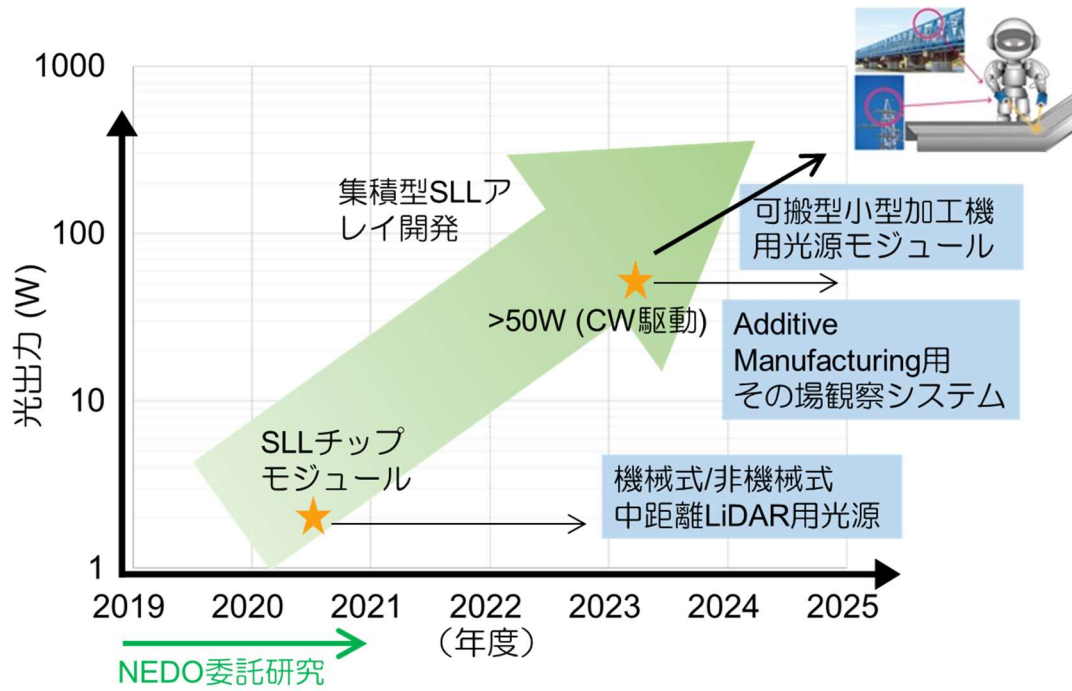 1000
100
10
1
光出力 (W)
集積型SLLア
レイ開発
可搬型小型加工機
用光源モジュール
>50W (CW駆動)
Additive
Manufacturing用
その場観察システム
SLLチップ
モジュール
機械式/非機械式
中距離LiDAR用光源
2019 2020 2021 2022 2023 2024 2025
（年度）
NEDO委託研究